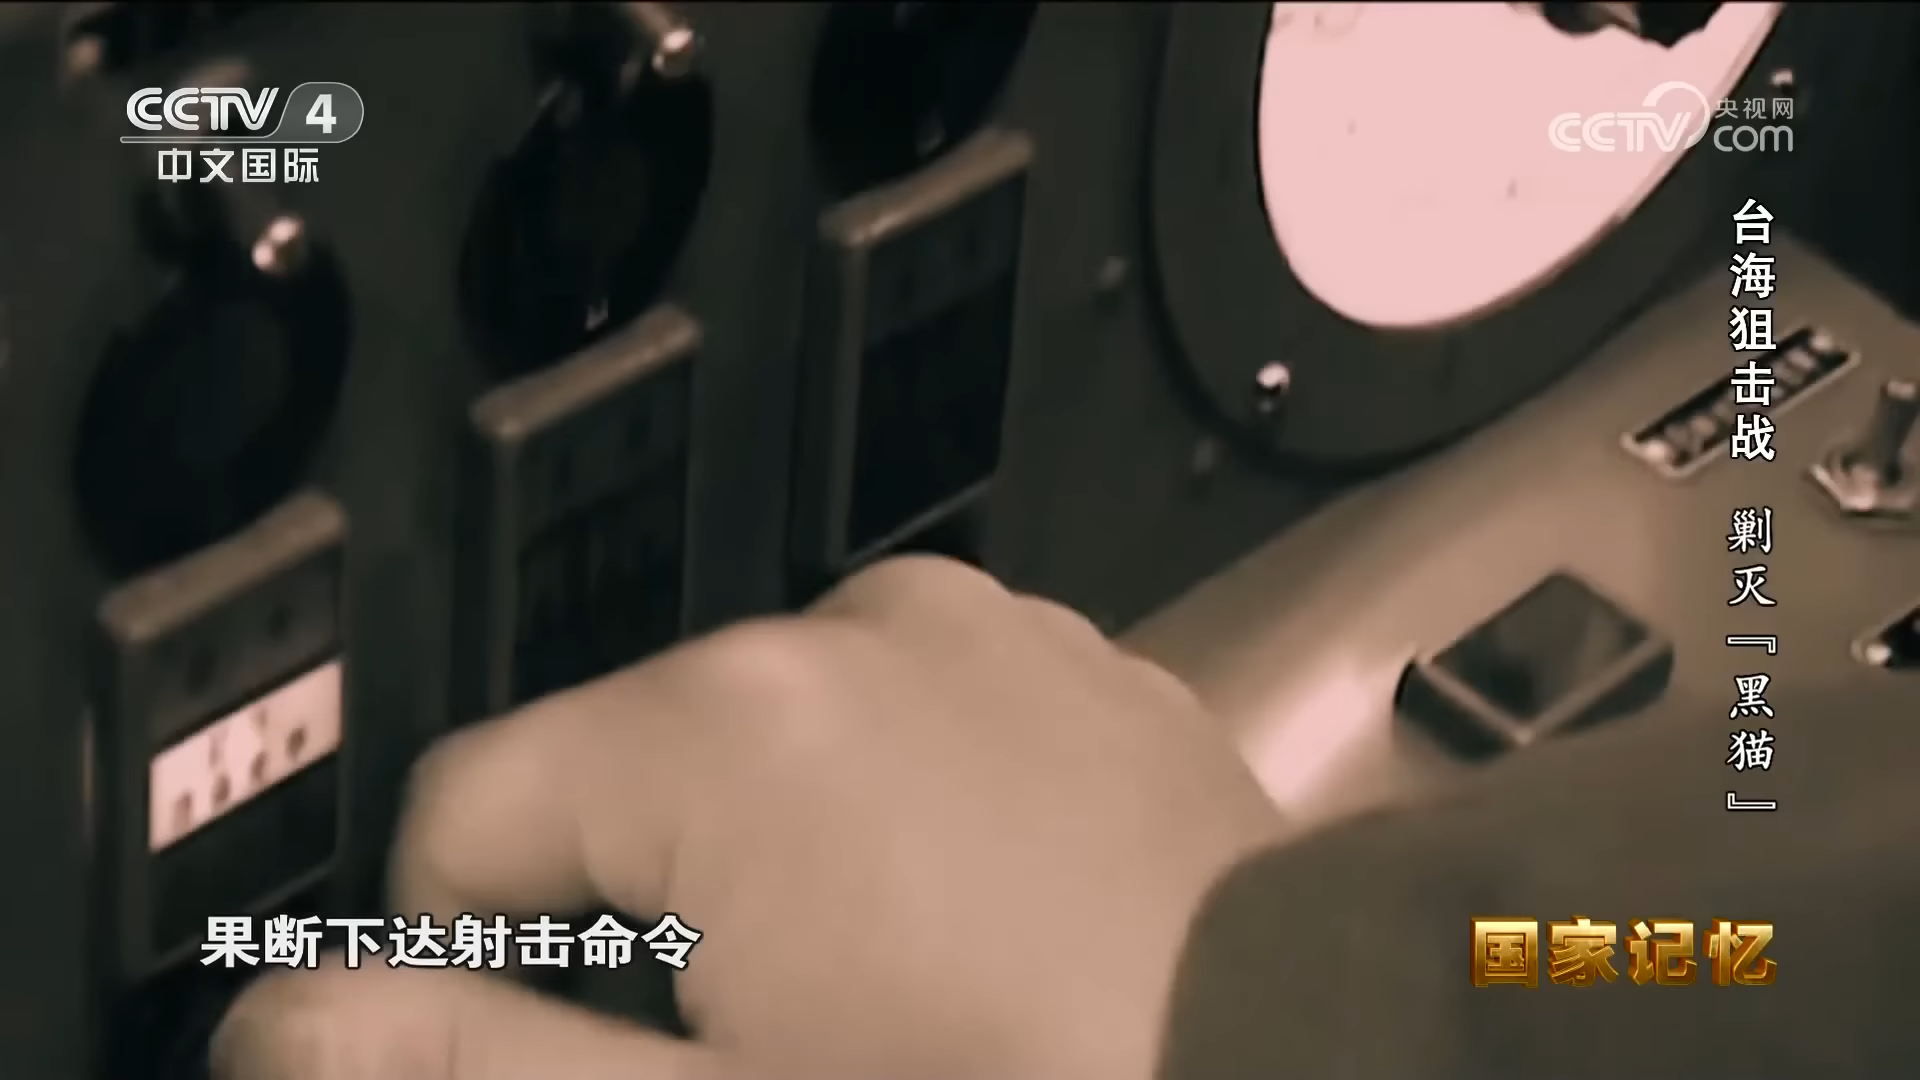 CCTV 4
中文国际
CCTV 央视网
com
台海狙击战 剿灭『黑猫』
果断下达射击命令
国家记忆